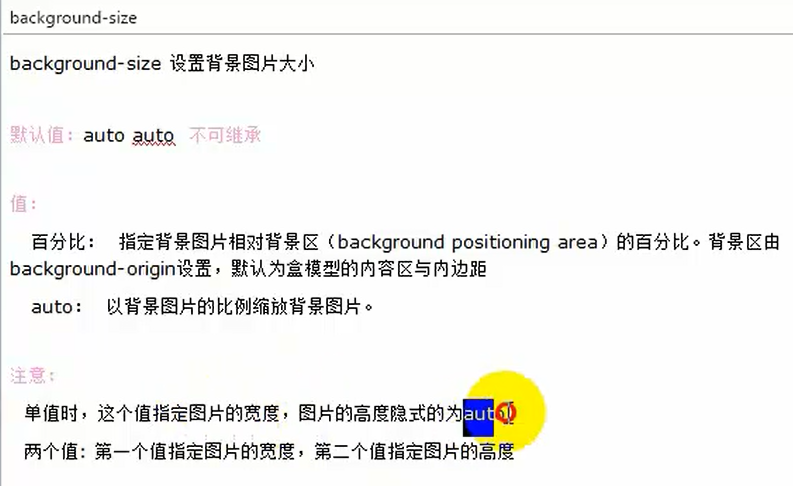 background-size
background-size 设置背景图片大小
默认值：auto auto 不可继承
值：
百分比： 指定背景图片相对背景区（background positioning area）的百分比。背景区由
background-origin设置，默认为盒模型的内容区与内边距
auto： 以背景图片的比例缩放背景图片。
注意：
单值时，这个值指定图片的宽度，图片的高度隐式的为auto
两个值: 第一个值指定图片的宽度，第二个值指定图片的高度